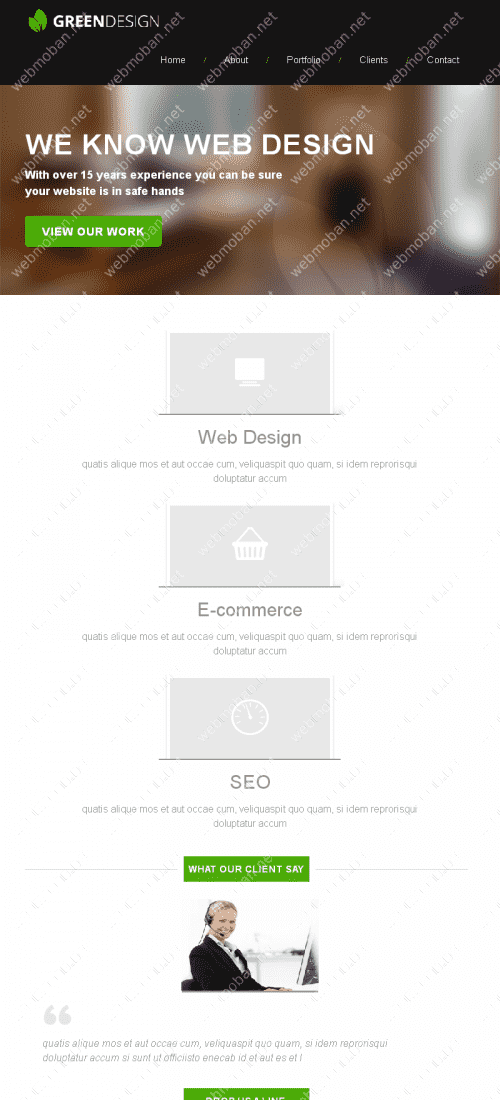 GREENDESIGN
Home / About / Portfolio / Clients / Contact
WE KNOW WEB DESIGN
With over 15 years experience you can be sure
your website is in safe hands
VIEW OUR WORK
Web Design
quatis alique mos et aut occae cum, veliquaspit quo quam, si idem reprorisqui
doluptatur accum
E-commerce
quatis alique mos et aut occae cum, veliquaspit quo quam, si idem reprorisqui
doluptatur accum
SEO
quatis alique mos et aut occae cum, veliquaspit quo quam, si idem reprorisqui
doluptatur accum
WHAT OUR CLIENT SAY
quatis alique mos et aut occae cum, veliquaspit quo quam, si idem reprorisqui
doluptatur accum si sunt ut officiisto enecab id et aut es et l
DROP US A LINE
webmoban.net